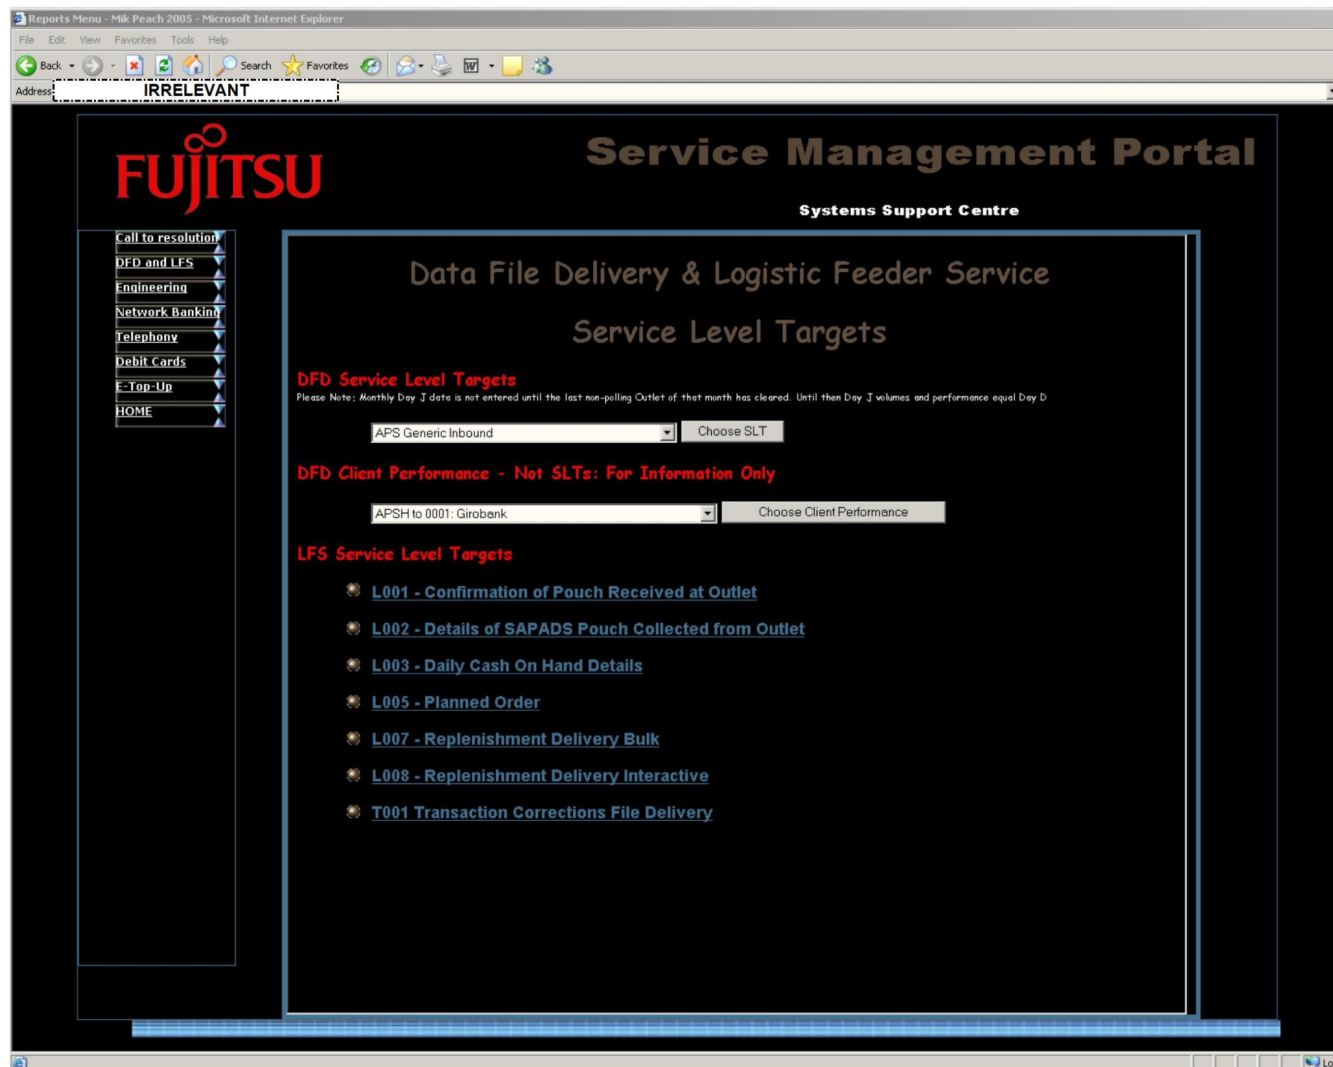 Reports Menu - Mik Peach 2005 - Microsoft Internet Explorer
File Edit View Favorites Tools Help
Back Search Favorites
Address IRRELEVANT
FUJITSU
Service Management Portal
Systems Support Centre
Call to resolution
DFD and LFS
Engineering
Network Banking
Telephony
Debit Cards
E-Top-Up
HOME
Data File Delivery & Logistic Feeder Service
Service Level Targets
DFD Service Level Targets
Please Note: Monthly Day J data is not entered until the last non-polling Outlet of that month has cleared. Until then Day J volumes and performance equal Day D
APS Generic Inbound Choose SLT
DFD Client Performance - Not SLTs: For Information Only
APSH to 0001: Girobank Choose Client Performance
LFS Service Level Targets
L001 - Confirmation of Pouch Received at Outlet
L002 - Details of SAPADS Pouch Collected from Outlet
L003 - Daily Cash On Hand Details
L005 - Planned Order
L007 - Replenishment Delivery Bulk
L008 - Replenishment Delivery Interactive
T001 Transaction Corrections File Delivery